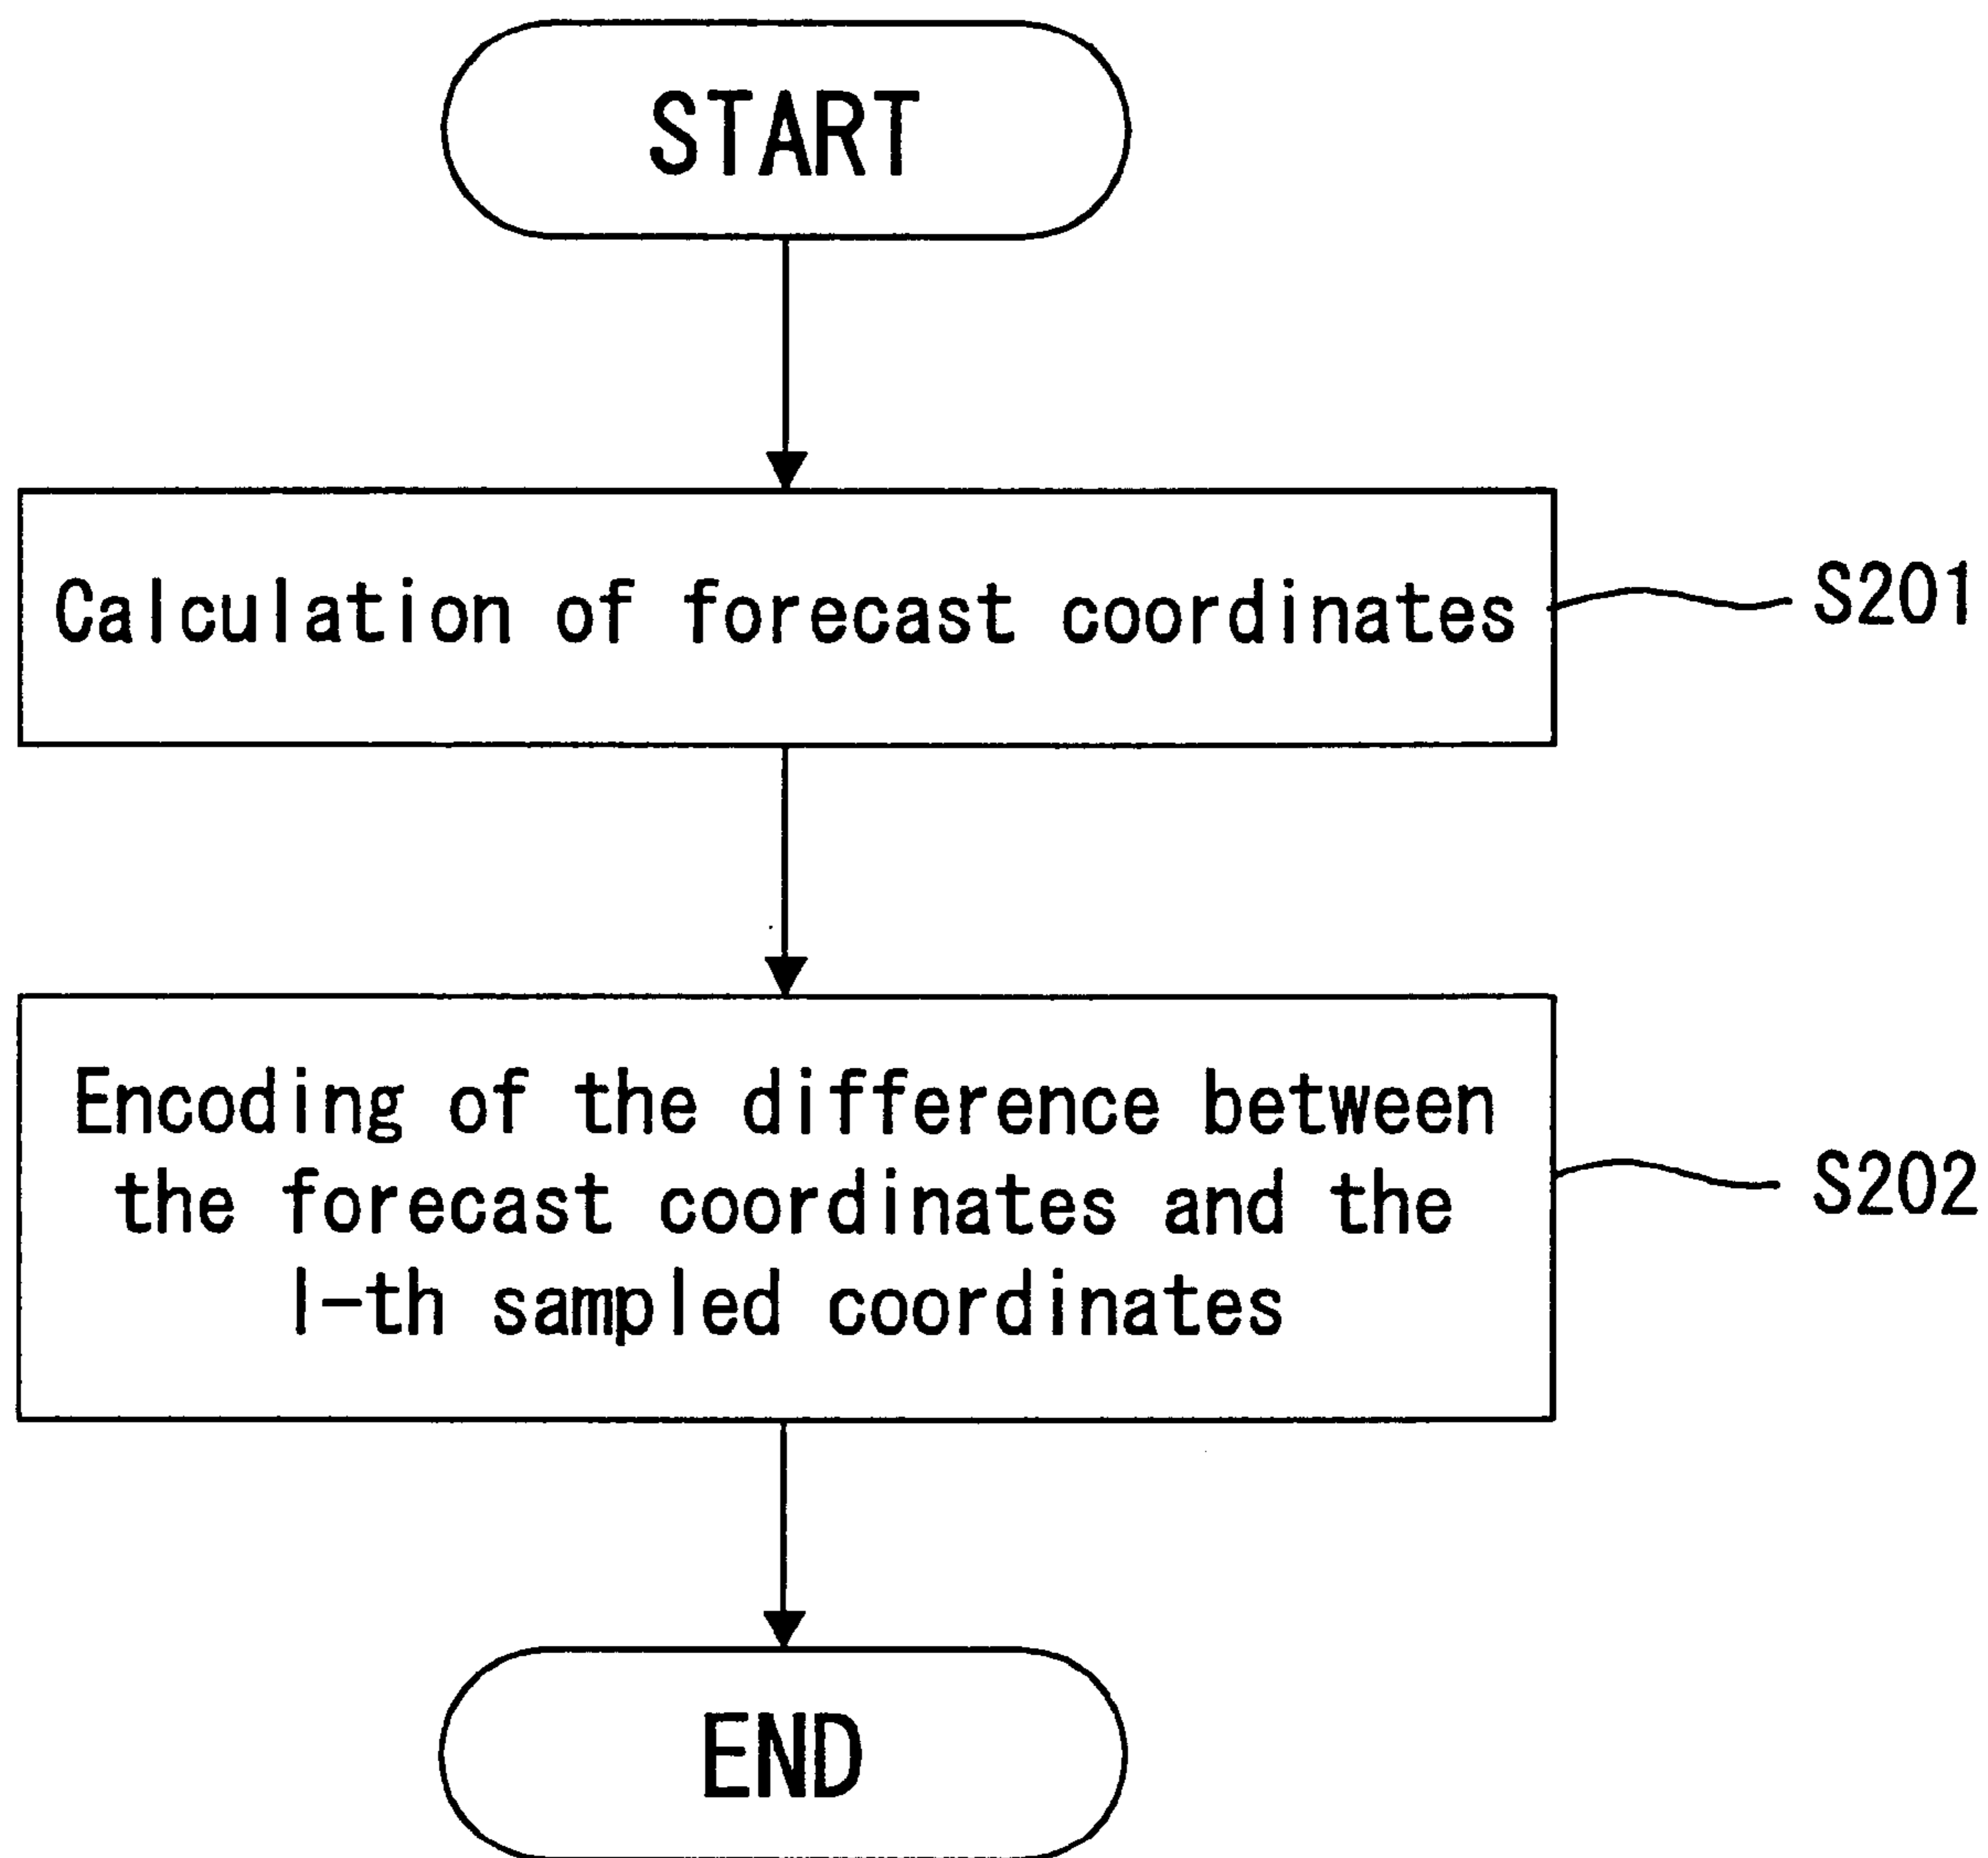 START
Calculation of forecast coordinates
S201
Encoding of the difference between
the forecast coordinates and the
I-th sampled coordinates
S202
END